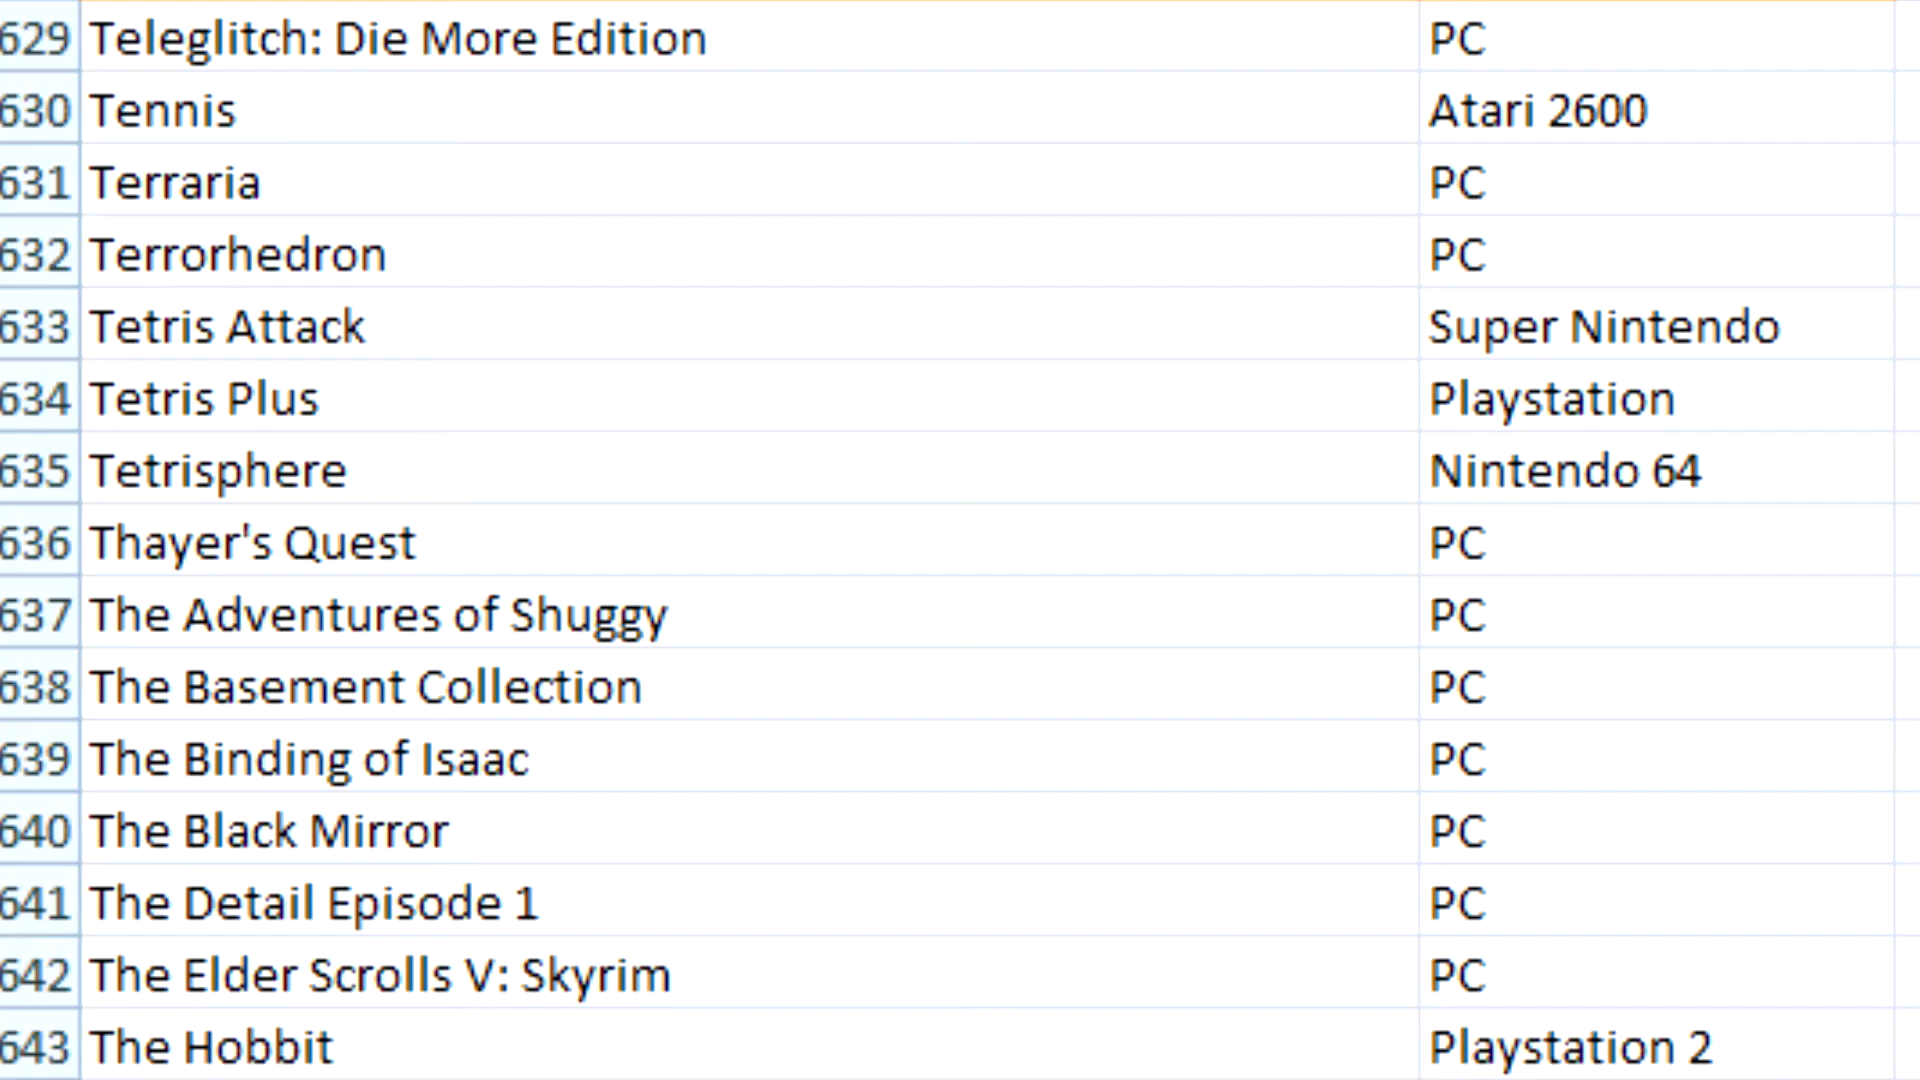 629 Teleglitch: Die More Edition PC
630 Tennis Atari 2600
631 Terraria PC
632 Terrorhedron PC
633 Tetris Attack Super Nintendo
634 Tetris Plus Playstation
635 Tetrisphere Nintendo 64
636 Thayer's Quest PC
637 The Adventures of Shuggy PC
638 The Basement Collection PC
639 The Binding of Isaac PC
640 The Black Mirror PC
641 The Detail Episode 1 PC
642 The Elder Scrolls V: Skyrim PC
643 The Hobbit Playstation 2